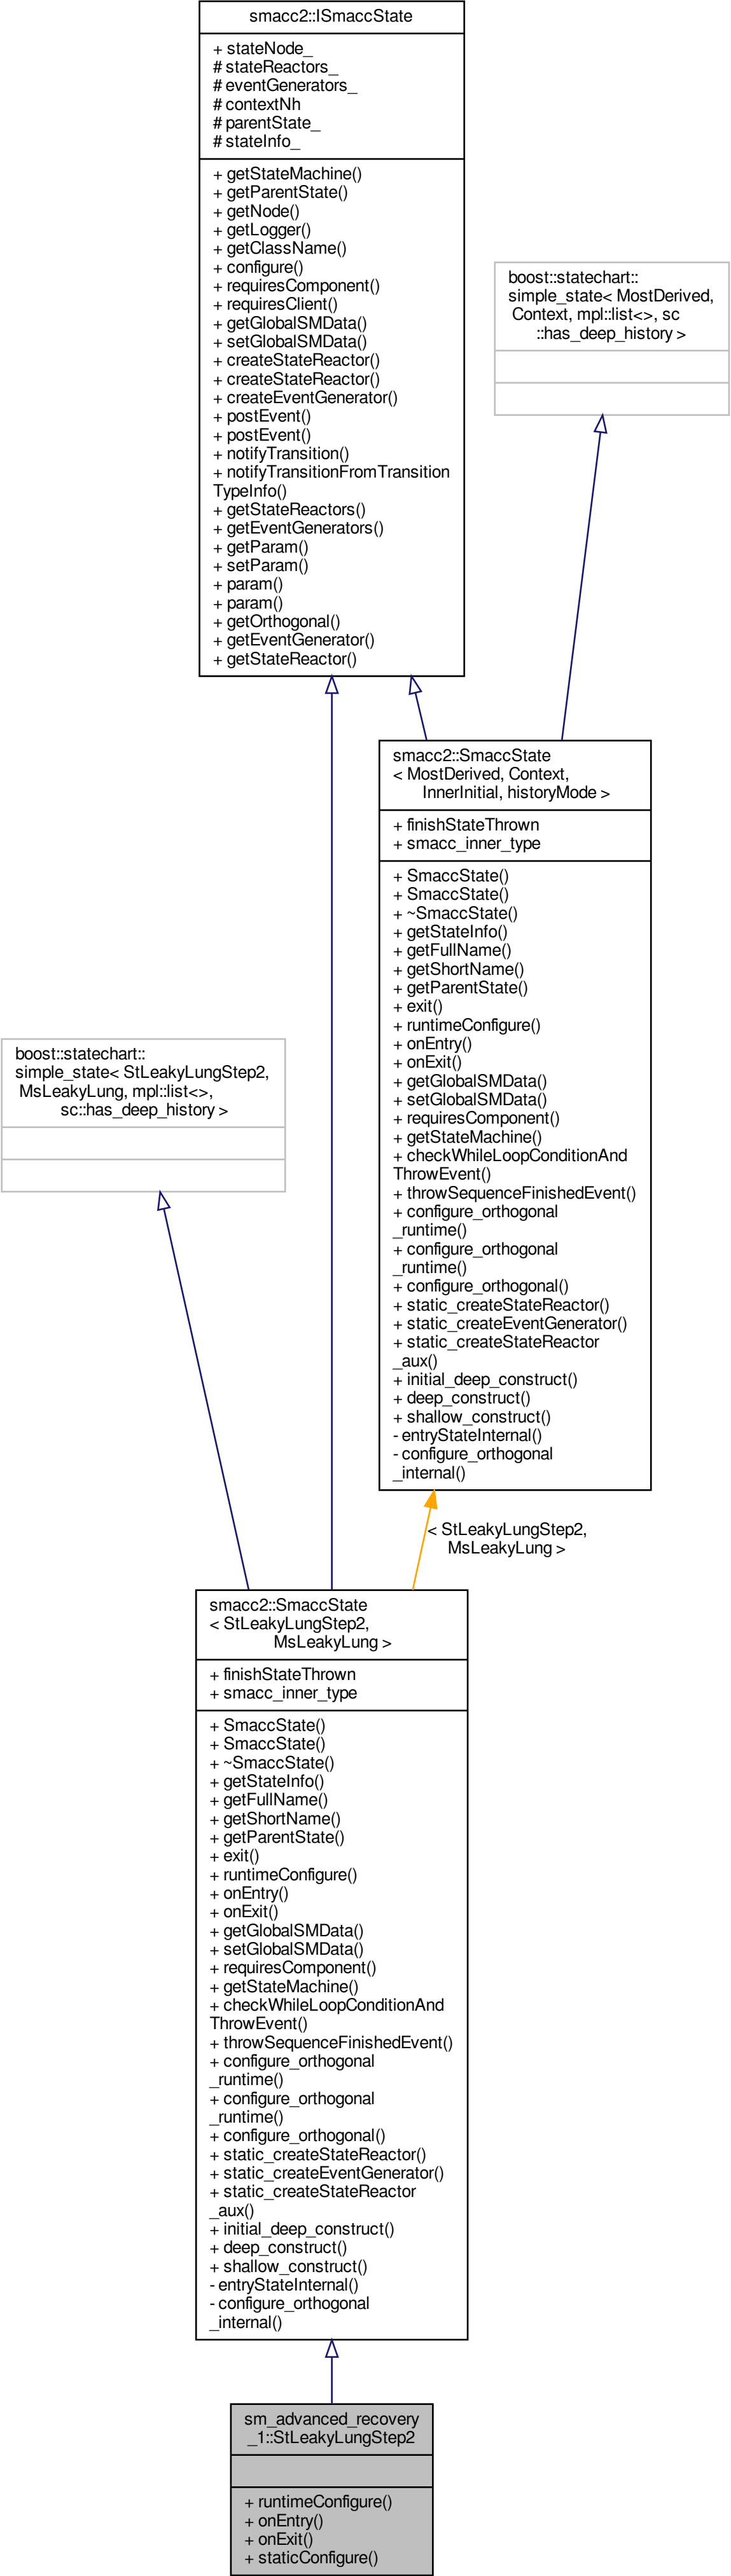 smacc2::ISmaccState
+ stateNode_
# stateReactors_
# eventGenerators_
# contextNh
# parentState_
# stateInfo_
+ getStateMachine()
+ getParentState()
+ getNode()
+ getLogger()
+ getClassName()
+ configure()
+ requiresComponent()
+ requiresClient()
+ getGlobalSMData()
+ setGlobalSMData()
+ createStateReactor()
+ createStateReactor()
+ createEventGenerator()
+ postEvent()
+ postEvent()
+ notifyTransition()
+ notifyTransitionFromTransition
TypeInfo()
+ getStateReactors()
+ getEventGenerators()
+ getParam()
+ setParam()
+ param()
+ param()
+ getOrthogonal()
+ getEventGenerator()
+ getStateReactor()
boost::statechart::
simple_state< MostDerived,
Context, mpl::list<>, sc
::has_deep_history >
smacc2::SmaccState
< MostDerived, Context,
InnerInitial, historyMode >
+ finishStateThrown
+ smacc_inner_type
+ SmaccState()
+ SmaccState()
+ ~SmaccState()
+ getStateInfo()
+ getFullName()
+ getShortName()
+ getParentState()
+ exit()
+ runtimeConfigure()
+ onEntry()
+ onExit()
+ getGlobalSMData()
+ setGlobalSMData()
+ requiresComponent()
+ getStateMachine()
+ checkWhileLoopConditionAnd
ThrowEvent()
+ throwSequenceFinishedEvent()
+ configure_orthogonal
_runtime()
+ configure_orthogonal
_runtime()
+ configure_orthogonal()
+ static_createStateReactor()
+ static_createEventGenerator()
+ static_createStateReactor
_aux()
+ initial_deep_construct()
+ deep_construct()
+ shallow_construct()
- entryStateInternal()
- configure_orthogonal
_internal()
boost::statechart::
simple_state< StLeakyLungStep2,
MsLeakyLung, mpl::list<>,
sc::has_deep_history >
< StLeakyLungStep2,
MsLeakyLung >
smacc2::SmaccState
< StLeakyLungStep2,
MsLeakyLung >
+ finishStateThrown
+ smacc_inner_type
+ SmaccState()
+ SmaccState()
+ ~SmaccState()
+ getStateInfo()
+ getFullName()
+ getShortName()
+ getParentState()
+ exit()
+ runtimeConfigure()
+ onEntry()
+ onExit()
+ getGlobalSMData()
+ setGlobalSMData()
+ requiresComponent()
+ getStateMachine()
+ checkWhileLoopConditionAnd
ThrowEvent()
+ throwSequenceFinishedEvent()
+ configure_orthogonal
_runtime()
+ configure_orthogonal
_runtime()
+ configure_orthogonal()
+ static_createStateReactor()
+ static_createEventGenerator()
+ static_createStateReactor
_aux()
+ initial_deep_construct()
+ deep_construct()
+ shallow_construct()
- entryStateInternal()
- configure_orthogonal
_internal()
sm_advanced_recovery
_1::StLeakyLungStep2
+ runtimeConfigure()
+ onEntry()
+ onExit()
+ staticConfigure()